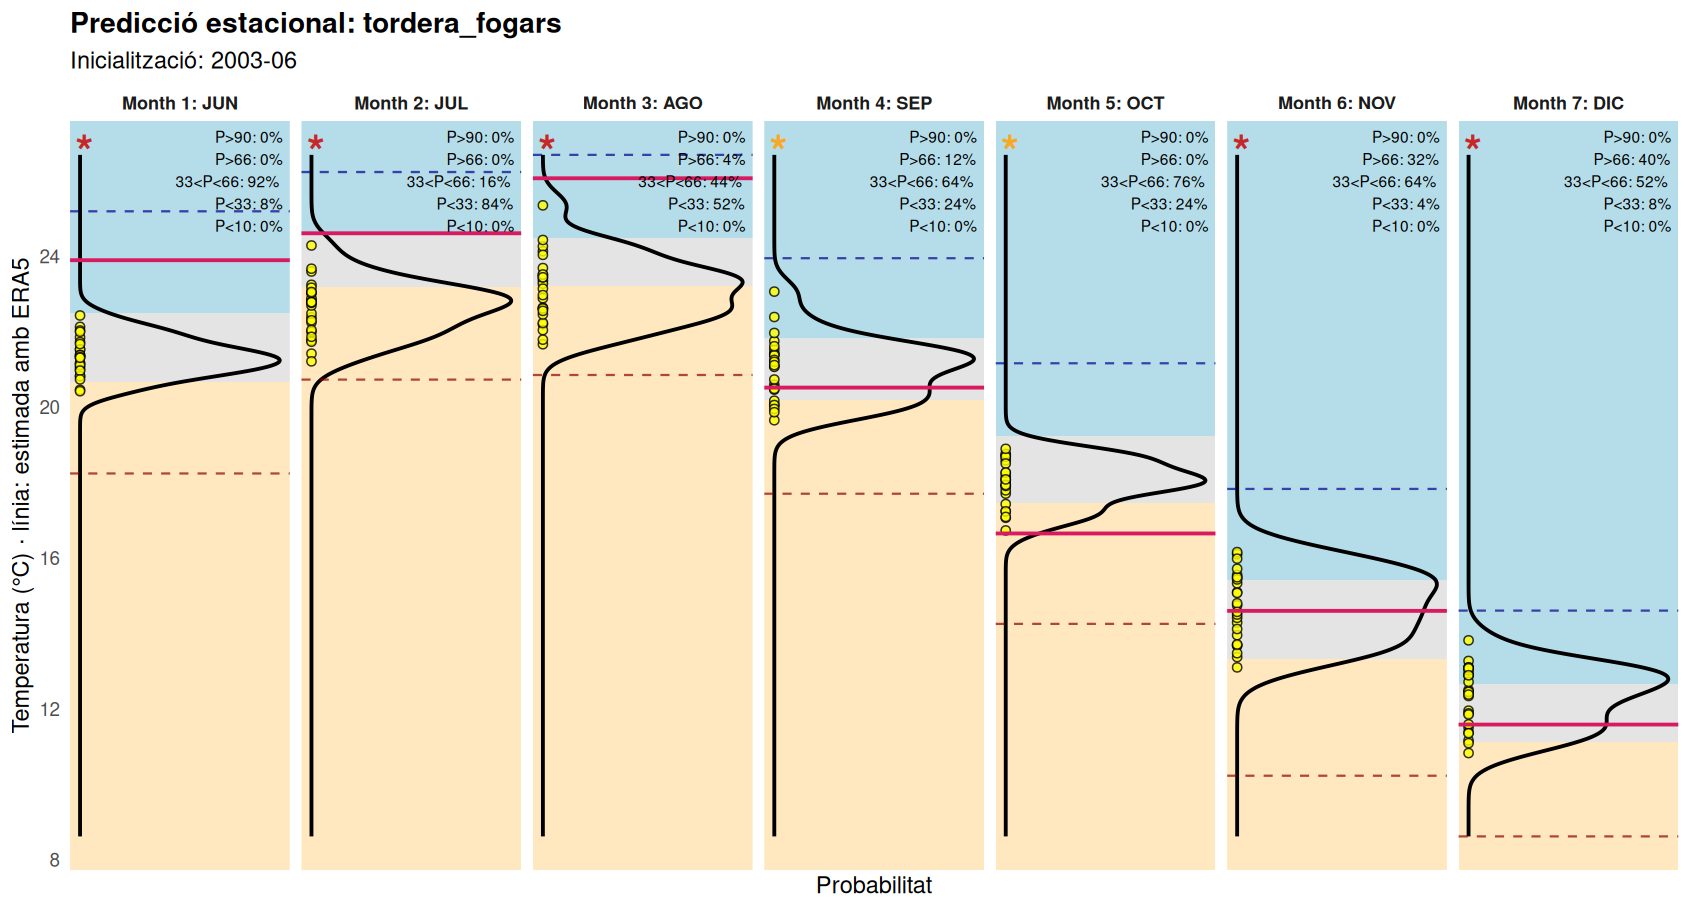 Predicció estacional: tordera_fogars
Inicialització: 2003-06
Month 1: JUN
Month 2: JUL
Month 3: AGO
Month 4: SEP
Month 5: OCT
Month 6: NOV
Month 7: DIC
P>90: 0%
P>66: 0%
33<P<66: 92%
P<33: 8%
P<10: 0%
P>90: 0%
P>66: 0%
33<P<66: 16%
P<33: 84%
P<10: 0%
P>90: 0%
P>66: 4%
33<P<66: 44%
P<33: 52%
P<10: 0%
P>90: 0%
P>66: 12%
33<P<66: 64%
P<33: 24%
P<10: 0%
P>90: 0%
P>66: 0%
33<P<66: 76%
P<33: 24%
P<10: 0%
P>90: 0%
P>66: 32%
33<P<66: 64%
P<33: 4%
P<10: 0%
P>90: 0%
P>66: 40%
33<P<66: 52%
P<33: 8%
P<10: 0%
24
20
16
12
8
Temperatura (°C) · línia: estimada amb ERA5
Probabilitat